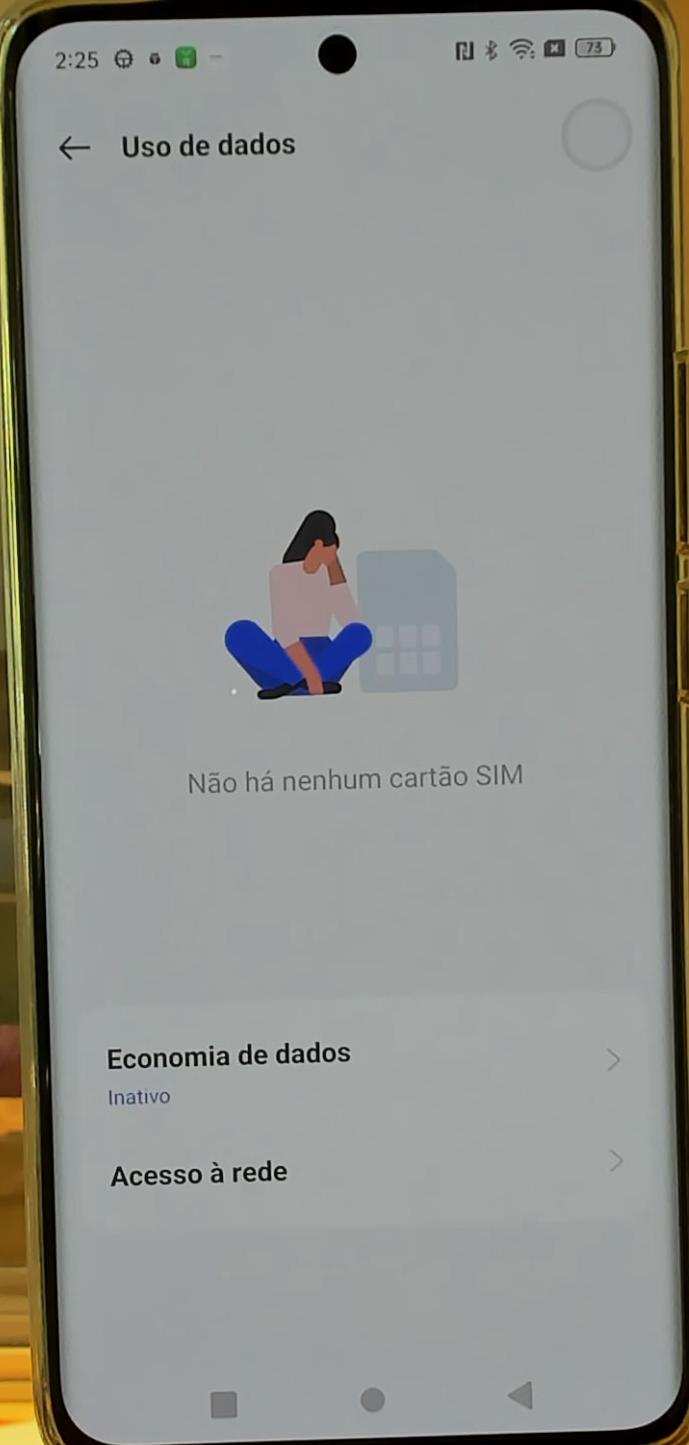 2:25
73
Uso de dados
Não há nenhum cartão SIM
Economia de dados
Inativo
Acesso à rede